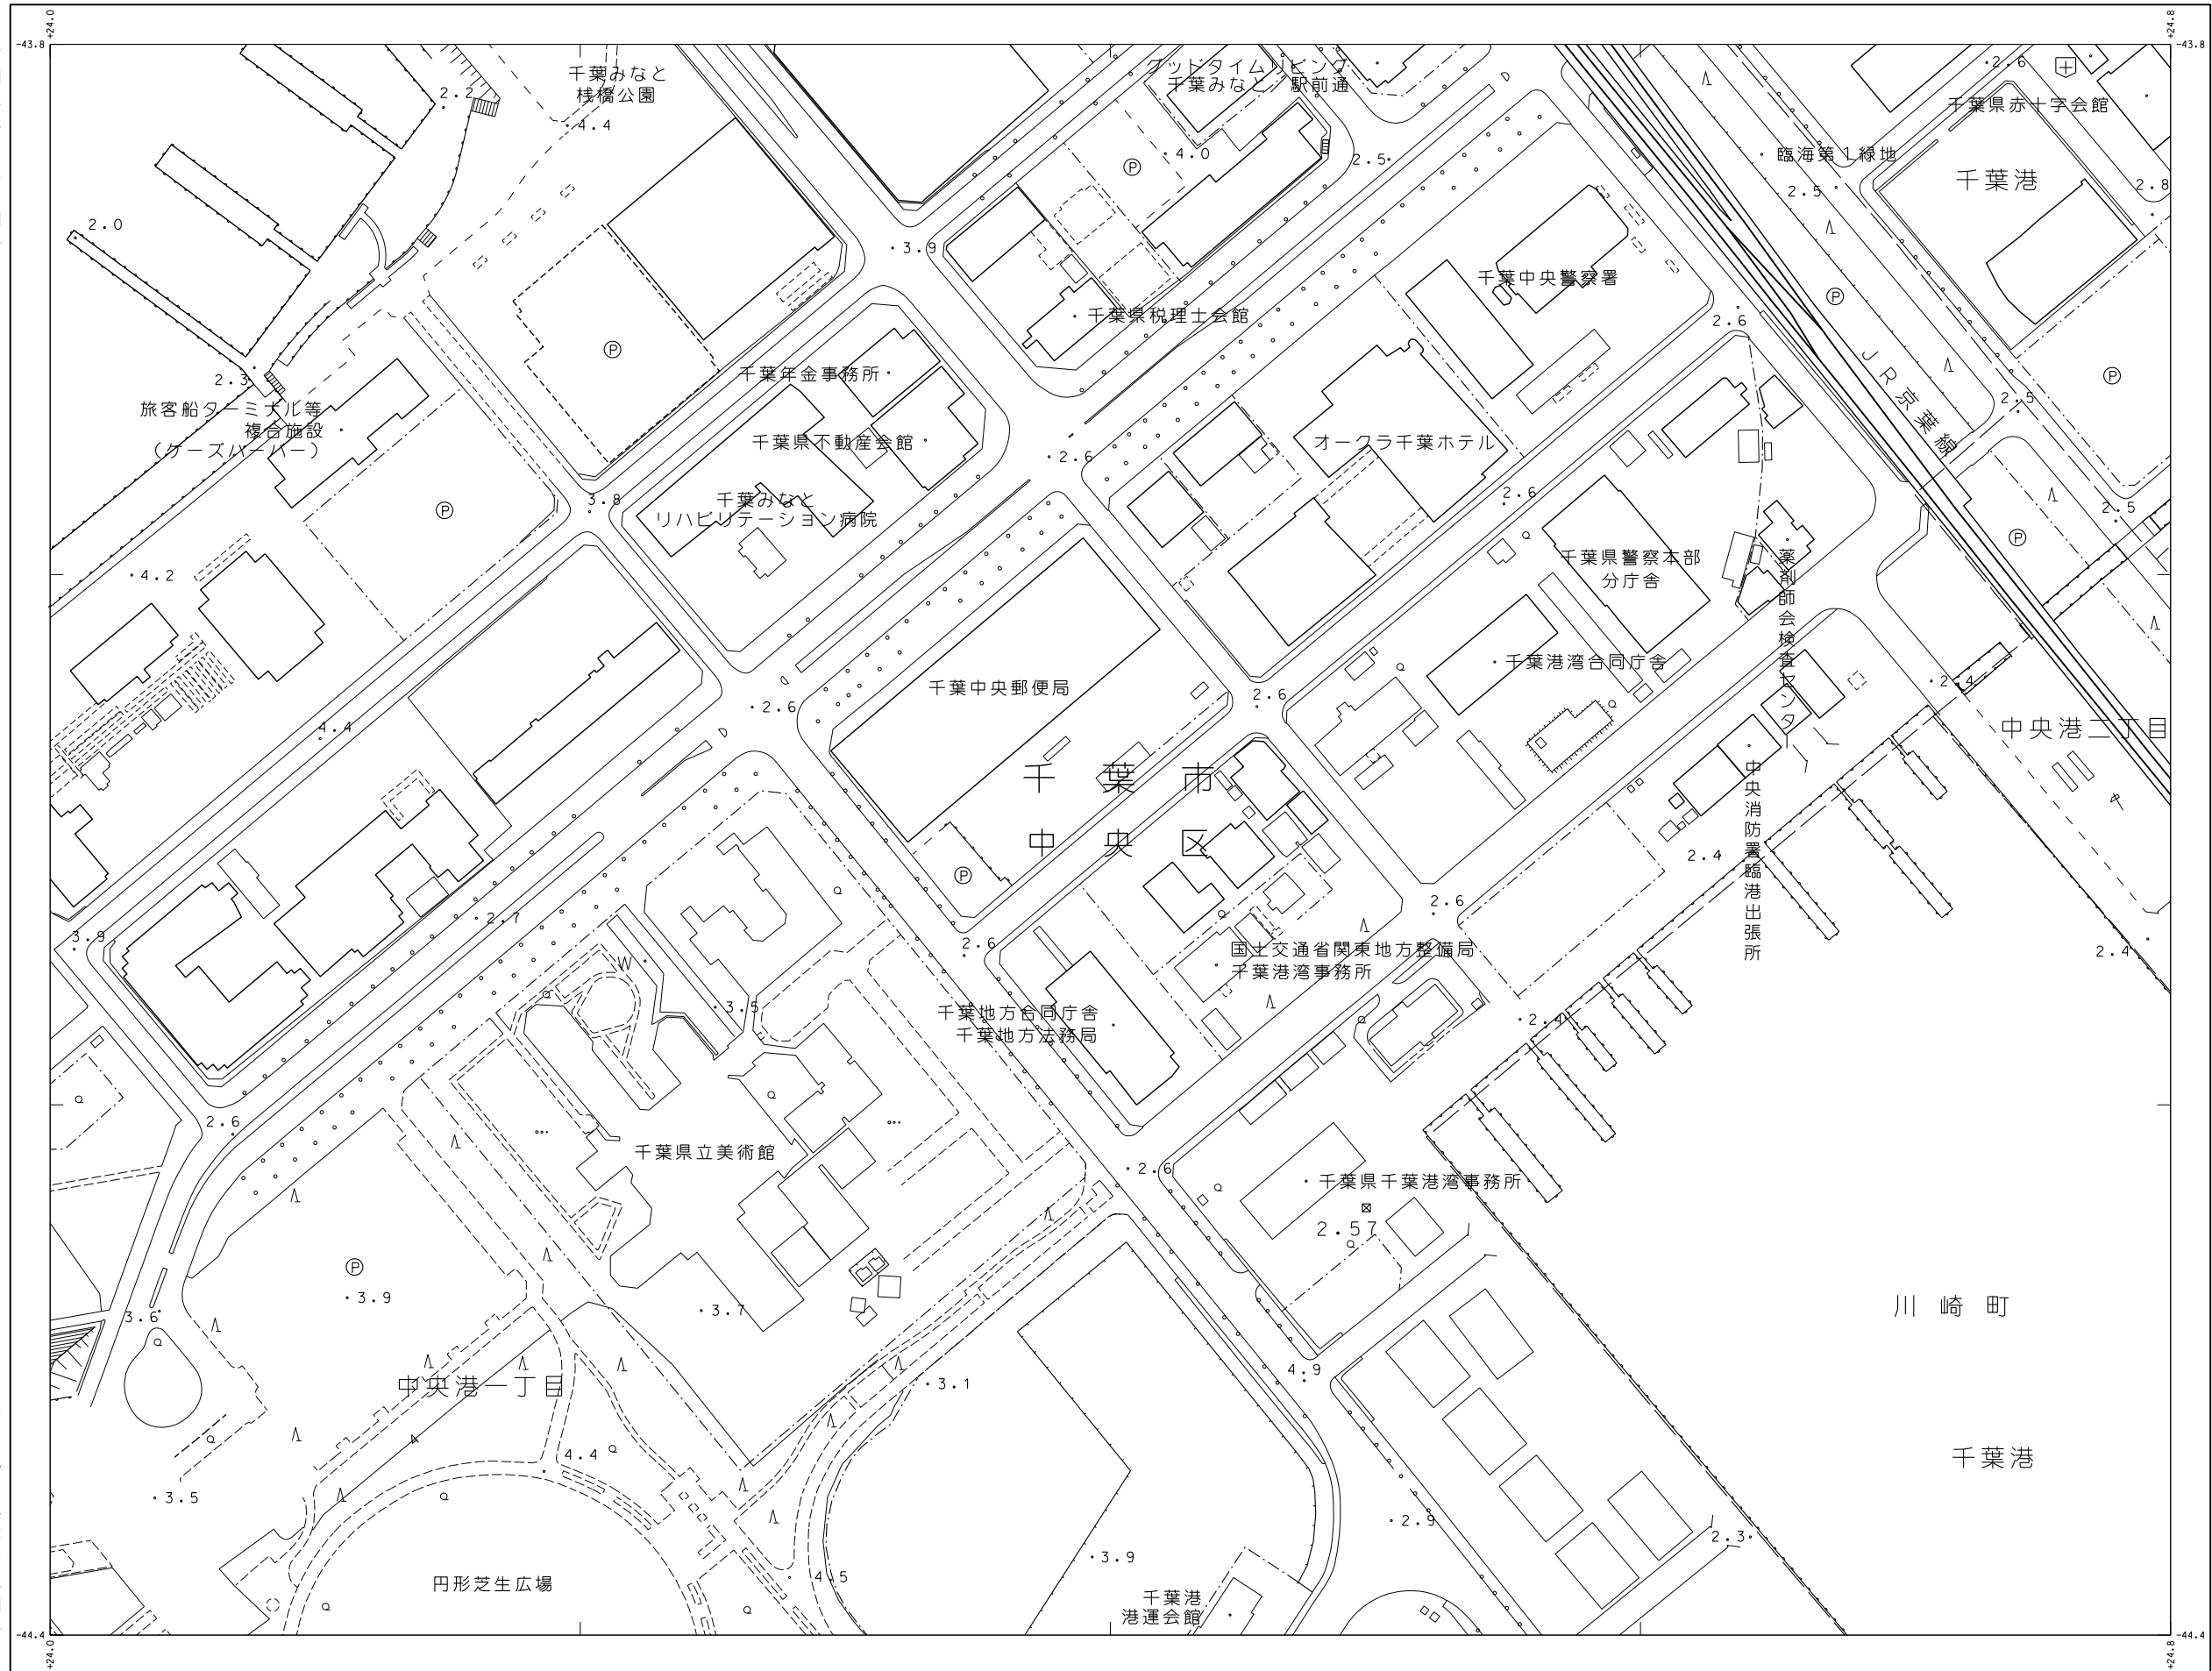 +24.0
+24.8
-43.8
-43.8
千葉みなと
桟橋公園
グッドタイムリビング
千葉みなと／駅前通
2.6
千葉県赤十字会館
2.2
4.4
4.0
2.5
臨海第1緑地
千葉港
2.5
2.8
P
2.0
3.9
千葉中央警察署
P
千葉県税理士会館
2.6
P
JR京葉線
2.3
千葉年金事務所
P
2.5
旅客船ターミナル等
複合施設
(ケーズハーバー)
千葉県不動産会館
オークラ千葉ホテル
2.6
千葉みなと
リハビリテーション病院
3.8
2.6
P
2.5
P
千葉県警察本部
分庁舎
薬剤師会検査センター
4.2
千葉港湾合同庁舎
千葉中央郵便局
2.6
2.6
2.4
4.4
中央港二丁目
千葉市
中央区
中央消防署臨港出張所
P
2.4
2.6
2.7
3.9
2.6
国土交通省関東地方整備局
千葉港湾事務所
2.4
W
3.5
千葉地方合同庁舎
千葉地方法務局
2.4
2.6
千葉県立美術館
2.6
千葉県千葉港湾事務所
2.57
P
3.9
3.7
3.6
川崎町
中央港一丁目
3.1
4.9
4.4
千葉港
3.5
2.9
2.3
円形芝生広場
4.5
3.9
千葉港
港運会館
-44.4
-44.4
+24.0
+24.8